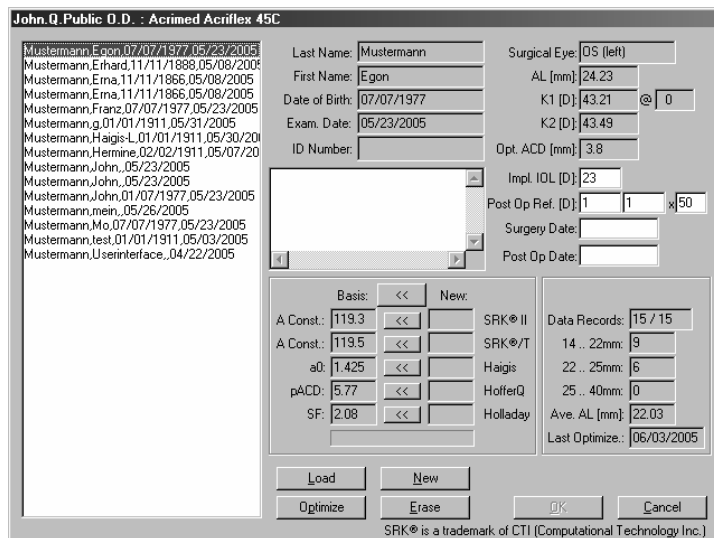 John.Q.Public O.D. : Acrimed Acriflex 45C
Mustermann,Egon,07/07/1977,05/23/2005
Mustermann,Erhard,11/11/1888,05/08/2005
Mustermann,Erna,11/11/1866,05/08/2005
Mustermann,Erna,11/11/1866,05/08/2005
Mustermann,Franz,07/07/1977,05/23/2005
Mustermann,g,01/01/1911,05/31/2005
Mustermann,Haigis-L,01/01/1911,05/30/200
Mustermann,Hermine,02/02/1911,05/07/20
Mustermann,John,,05/23/2005
Mustermann,John,,05/23/2005
Mustermann,John,01/07/1977,05/23/2005
Mustermann,mein,,05/26/2005
Mustermann,Mo,07/07/1977,05/23/2005
Mustermann,test,01/01/1911,05/03/2005
Mustermann,Userinterface,,04/22/2005
Last Name: Mustermann
First Name: Egon
Date of Birth: 07/07/1977
Exam. Date: 05/23/2005
ID Number:
Surgical Eye: OS (left)
AL [mm]: 24.23
K1 [D]: 43.21 @ 0
K2 [D]: 43.49
Opt. ACD [mm]: 3.8
Impl. IOL [D]: 23
Post Op Ref. [D]: 1 1 x 50
Surgery Date:
Post Op Date:
Basis: << New:
A Const.: 119.3 << SRK® II
A Const.: 119.5 << SRK®/T
a0: 1.425 << Haigis
pACD: 5.77 << HofferQ
SF: 2.08 << Holladay
Data Records: 15 / 15
14 .. 22mm: 9
22 .. 25mm: 6
25 .. 40mm: 0
Ave. AL [mm]: 22.03
Last Optimize.: 06/03/2005
Load New
Optimize Erase OK Cancel
SRK® is a trademark of CTI (Computational Technology Inc.)